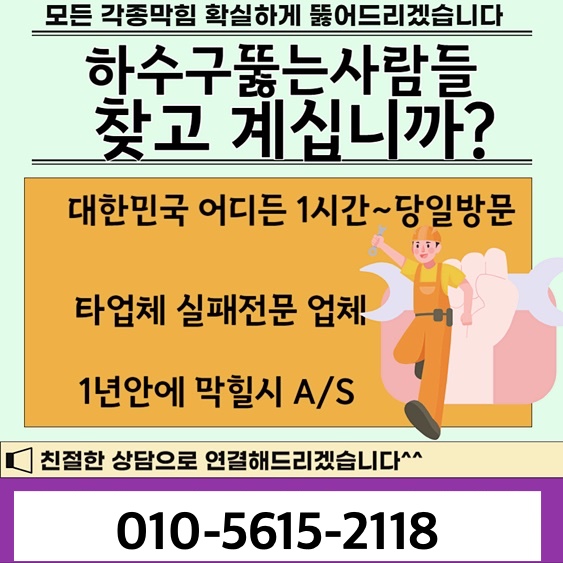 모든 각종막힘 확실하게 뚫어드리겠습니다
하수구뚫는사람들
찾고 계십니까?
대한민국 어디든 1시간~당일방문
타업체 실패전문 업체
1년안에 막힐시 A/S
친절한 상담으로 연결해드리겠습니다^^
010-5615-2118